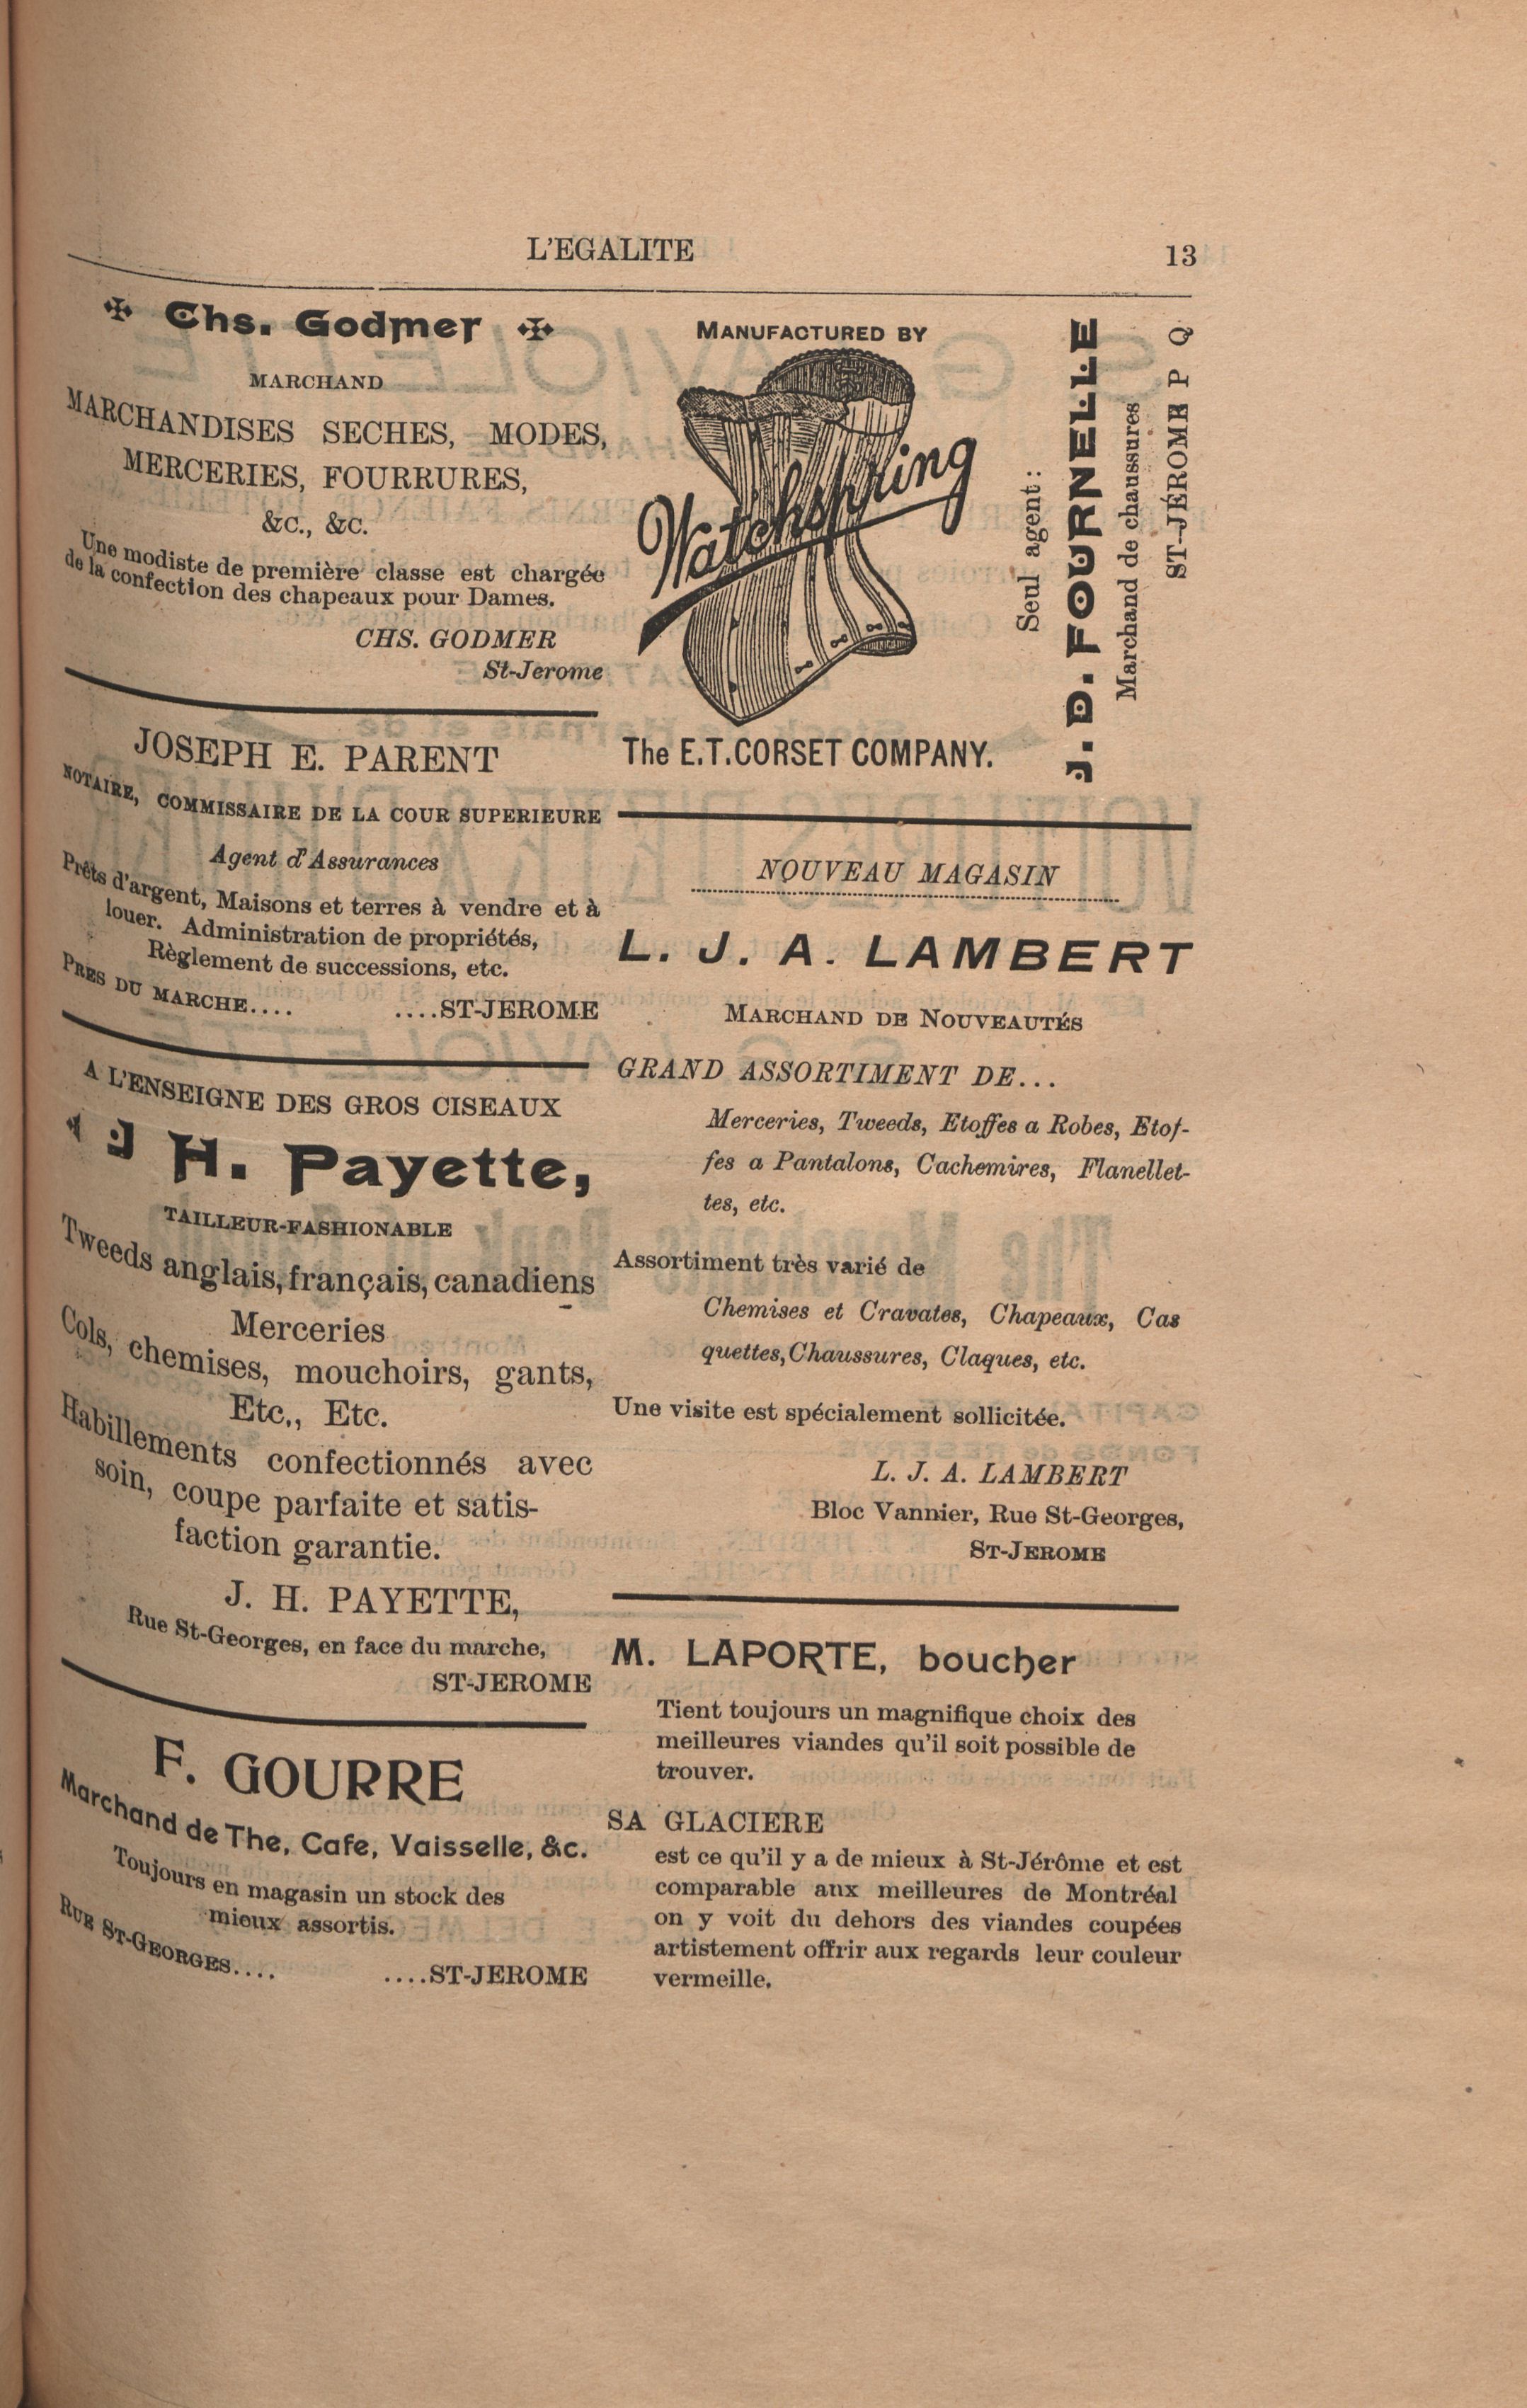 L'EGALITE
13
✠ Chs. Godmer ✠
MARCHAND
MARCHANDISES SECHES, MODES,
MERCERIES, FOURRURES,
&c., &c.
Une modiste de première classe est chargée
de la confection des chapeaux pour Dames.
CHS. GODMER
St-Jerome
JOSEPH E. PARENT
NOTAIRE, COMMISSAIRE DE LA COUR SUPERIEURE
Agent d'Assurances
Prêts d'argent, Maisons et terres à vendre et à
louer. Administration de propriétés,
Règlement de successions, etc.
PRES DU MARCHE....  ....ST-JEROME
A L'ENSEIGNE DES GROS CISEAUX
J H. Payette,
TAILLEUR-FASHIONABLE
Tweeds anglais, français, canadiens
Merceries
Cols, chemises, mouchoirs, gants,
Etc., Etc.
Habillements confectionnés avec
soin, coupe parfaite et satis-
faction garantie.
J. H. PAYETTE,
Rue St-Georges, en face du marche,
ST-JEROME
F. GOURRE
Marchand de The, Cafe, Vaisselle, &c.
Toujours en magasin un stock des
mieux assortis.
RUE ST-GEORGES....  ....ST-JEROME
MANUFACTURED BY
Watchspring
The E.T. CORSET COMPANY.
Seul agent :
J. D. FOURNELLE
Marchand de chaussures
ST-JÉROME P Q
NOUVEAU MAGASIN
L. J. A. LAMBERT
MARCHAND DE NOUVEAUTÉS
GRAND ASSORTIMENT DE...
Merceries, Tweeds, Etoffes a Robes, Etof-
fes a Pantalons, Cachemires, Flanellet-
tes, etc.
Assortiment très varié de
Chemises et Cravates, Chapeaux, Cas
quettes, Chaussures, Claques, etc.
Une visite est spécialement sollicitée.
L. J. A. LAMBERT
Bloc Vannier, Rue St-Georges,
ST-JEROME
M. LAPORTE, boucher
Tient toujours un magnifique choix des
meilleures viandes qu'il soit possible de
trouver.
SA GLACIERE
est ce qu'il y a de mieux à St-Jérôme et est
comparable aux meilleures de Montréal
on y voit du dehors des viandes coupées
artistement offrir aux regards leur couleur
vermeille.